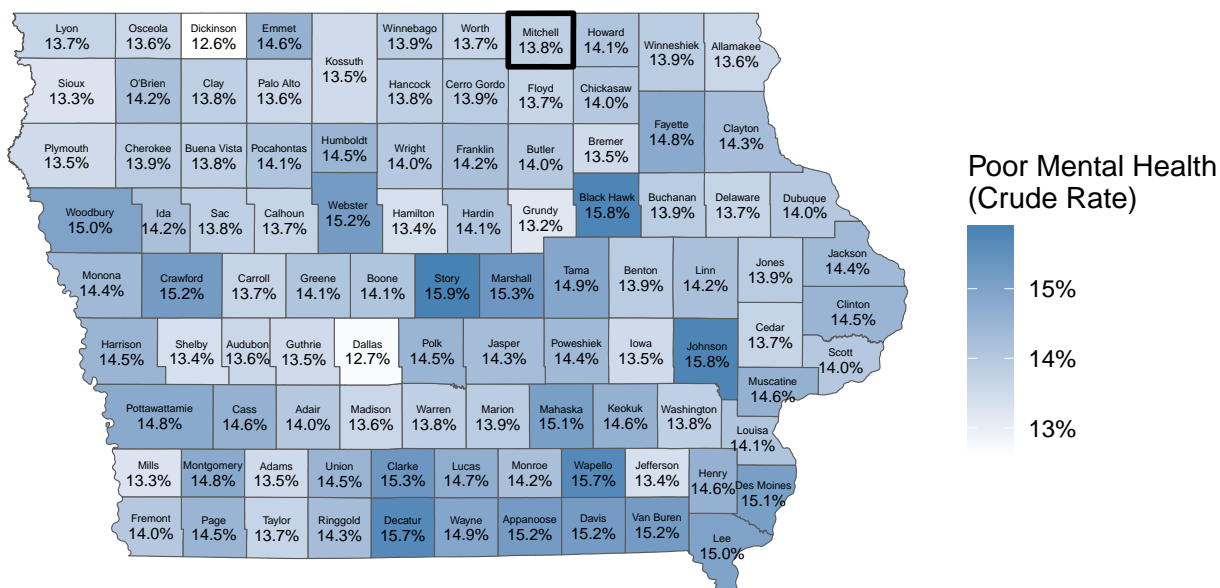 Lyon
13.7%
Osceola
13.6%
Dickinson
12.6%
Emmet
14.6%
Kossuth
13.5%
Winnebago
13.9%
Worth
13.7%
Mitchell
13.8%
Howard
14.1%
Winneshiek
13.9%
Allamakee
13.6%
Sioux
13.3%
O'Brien
14.2%
Clay
13.8%
Palo Alto
13.6%
Hancock
13.8%
Cerro Gordo
13.9%
Floyd
13.7%
Chickasaw
14.0%
Fayette
14.8%
Clayton
14.3%
Plymouth
13.5%
Cherokee
13.9%
Buena Vista
13.8%
Pocahontas
14.1%
Humboldt
14.5%
Wright
14.0%
Franklin
14.2%
Butler
14.0%
Bremer
13.5%
Woodbury
15.0%
Ida
14.2%
Sac
13.8%
Calhoun
13.7%
Webster
15.2%
Hamilton
13.4%
Hardin
14.1%
Grundy
13.2%
Black Hawk
15.8%
Buchanan
13.9%
Delaware
13.7%
Dubuque
14.0%
Monona
14.4%
Crawford
15.2%
Carroll
13.7%
Greene
14.1%
Boone
14.1%
Story
15.9%
Marshall
15.3%
Tama
14.9%
Benton
13.9%
Linn
14.2%
Jones
13.9%
Jackson
14.4%
Clinton
14.5%
Harrison
14.5%
Shelby
13.4%
Audubon
13.6%
Guthrie
13.5%
Dallas
12.7%
Polk
14.5%
Jasper
14.3%
Poweshiek
14.4%
Iowa
13.5%
Johnson
15.8%
Cedar
13.7%
Scott
14.0%
Muscatine
14.6%
Pottawattamie
14.8%
Cass
14.6%
Adair
14.0%
Madison
13.6%
Warren
13.8%
Marion
13.9%
Mahaska
15.1%
Keokuk
14.6%
Washington
13.8%
Louisa
14.1%
Mills
13.3%
Montgomery
14.8%
Adams
13.5%
Union
14.5%
Clarke
15.3%
Lucas
14.7%
Monroe
14.2%
Wapello
15.7%
Jefferson
13.4%
Henry
14.6%
Des Moines
15.1%
Fremont
14.0%
Page
14.5%
Taylor
13.7%
Ringgold
14.3%
Decatur
15.7%
Wayne
14.9%
Appanoose
15.2%
Davis
15.2%
Van Buren
15.2%
Lee
15.0%
Poor Mental Health
(Crude Rate)
15%
14%
13%